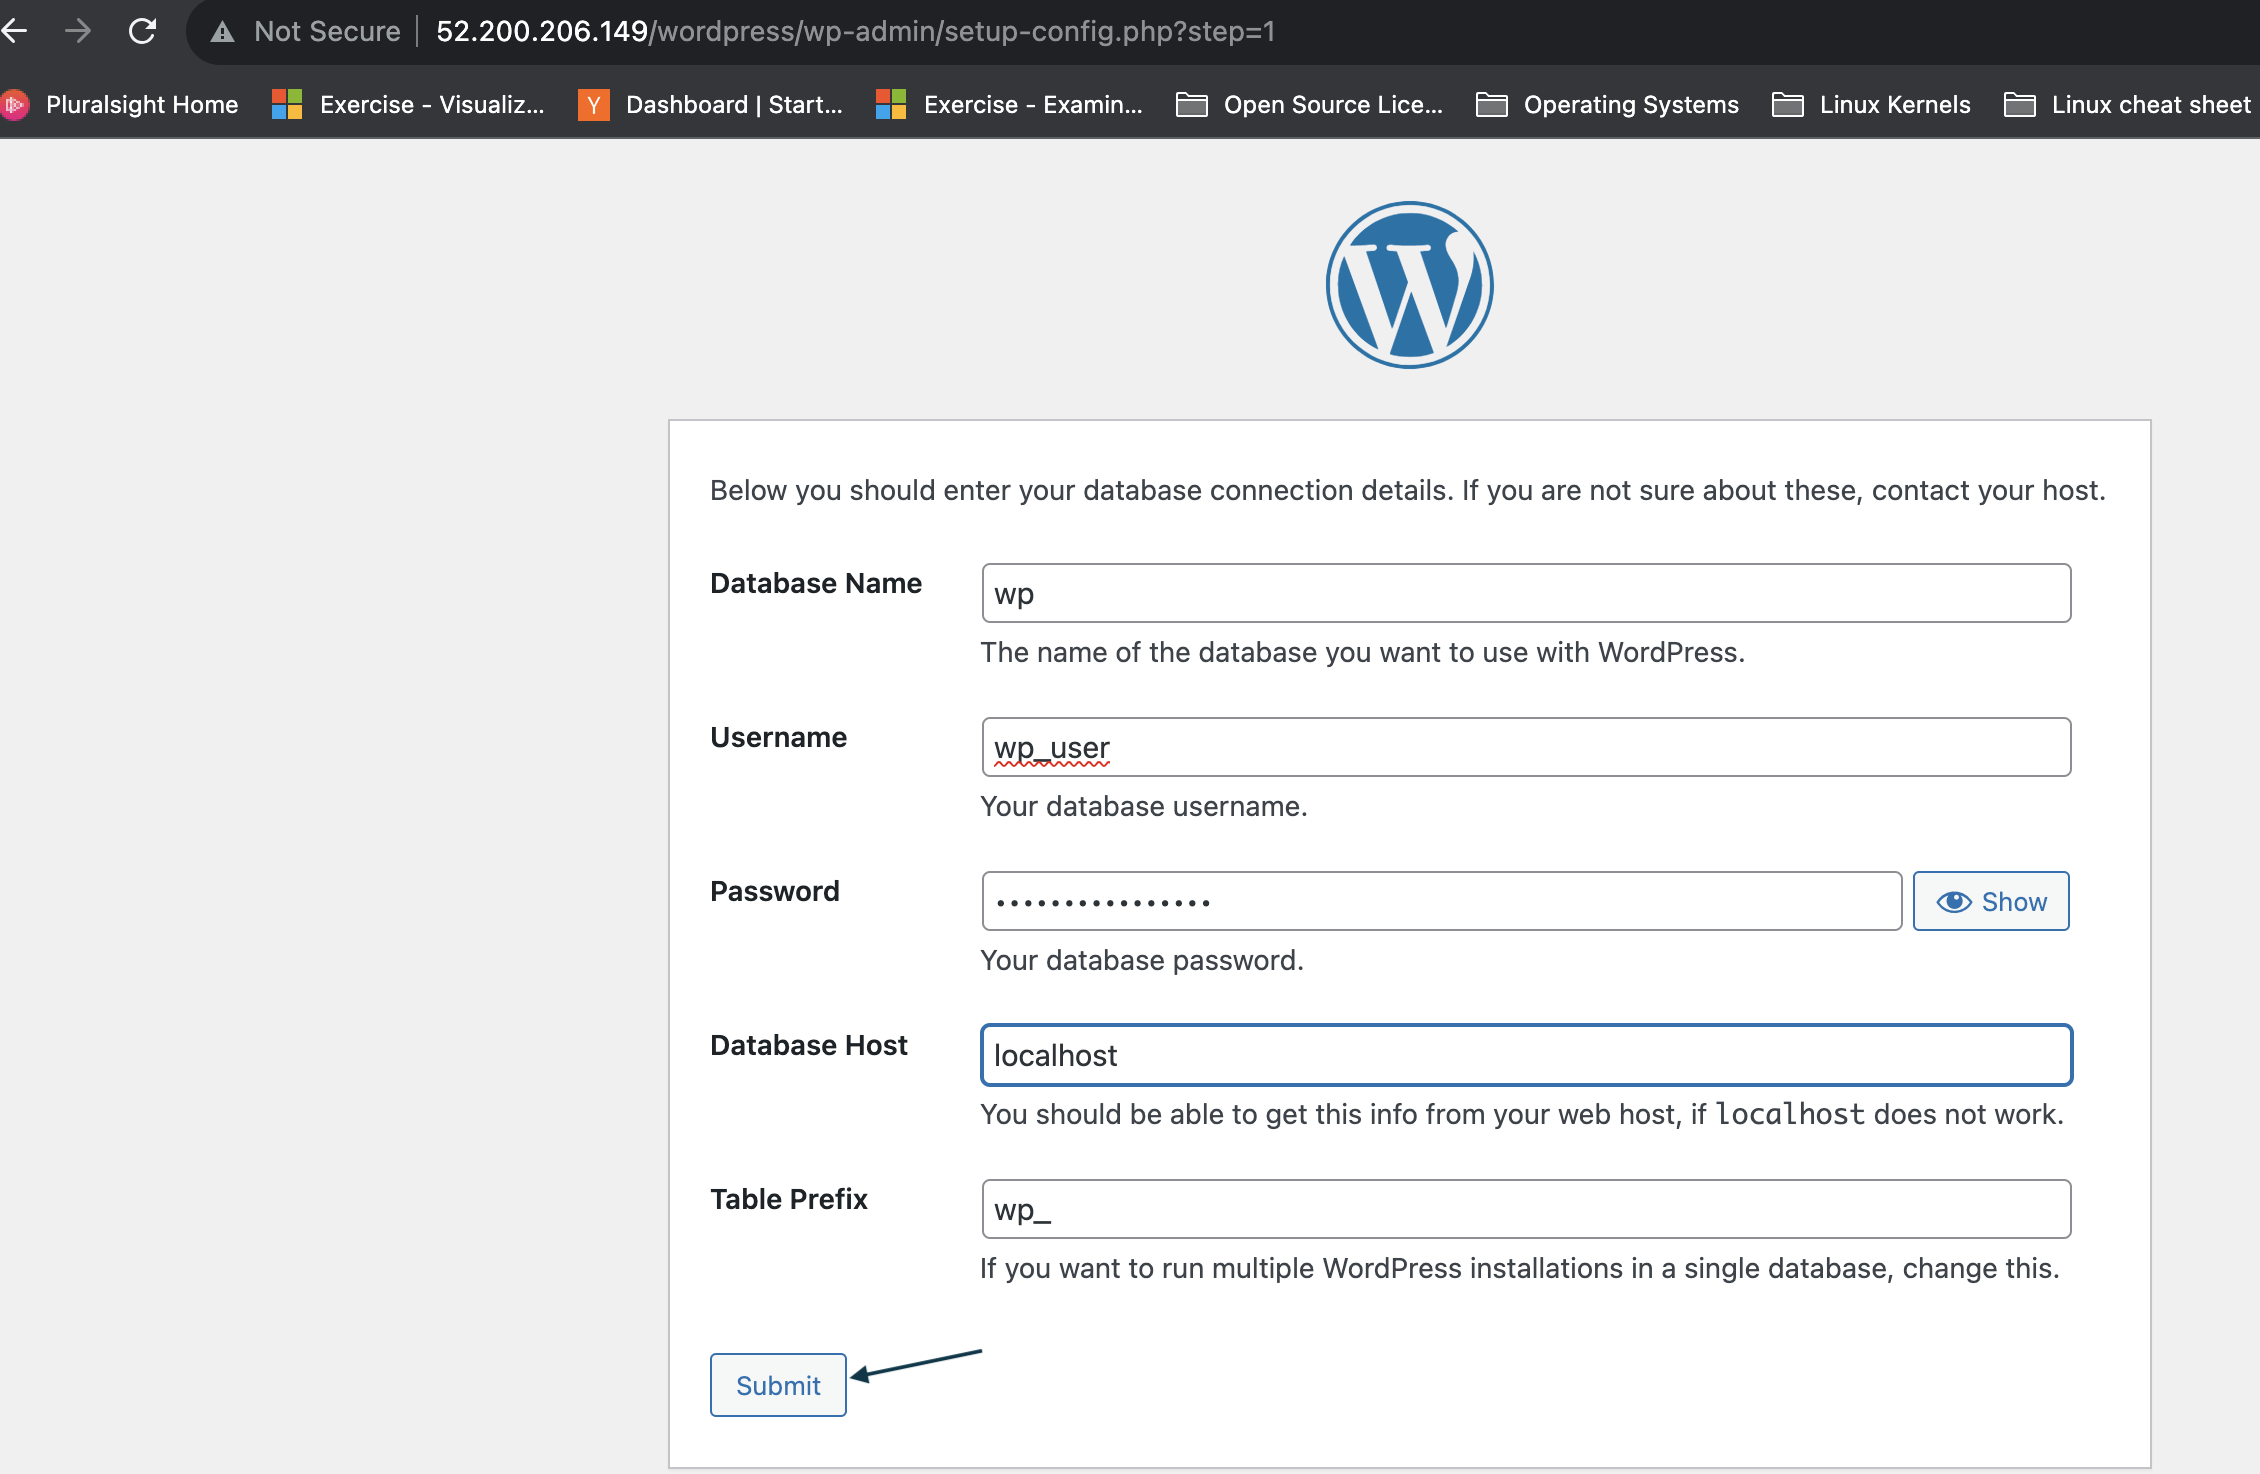 Not Secure 52.200.206.149/wordpress/wp-admin/setup-config.php?step=1
Pluralsight Home Exercise - Visualiz... Y Dashboard | Start... Exercise - Examin... Open Source Lice... Operating Systems Linux Kernels Linux cheat sheet
W
Below you should enter your database connection details. If you are not sure about these, contact your host.
Database Name wp
The name of the database you want to use with WordPress.
Username wp_user
Your database username.
Password •••••••••••••••• Show
Your database password.
Database Host localhost
You should be able to get this info from your web host, if localhost does not work.
Table Prefix wp_
If you want to run multiple WordPress installations in a single database, change this.
Submit